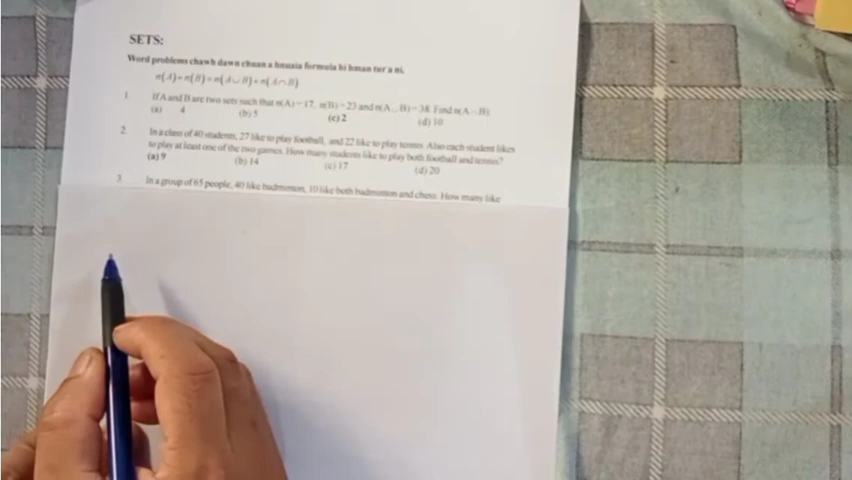 SETS:
Word problems chawh dawn chuan a hnuaia formula hi hman tur a ni.
n(A)+n(B)=n(A∪B)+n(A∩B)
1. If A and B are two sets such that n(A)=17, n(B)=23 and n(A∪B)=38. Find n(A∩B).
(a) 4 (b) 5 (c) 2 (d) 10
2. In a class of 40 students, 27 like to play football, and 22 like to play tennis. Also each student likes
to play at least one of the two games. How many students like to play both football and tennis?
(a) 9 (b) 14 (c) 17 (d) 20
3. In a group of 65 people, 40 like badminton, 10 like both badminton and chess. How many like